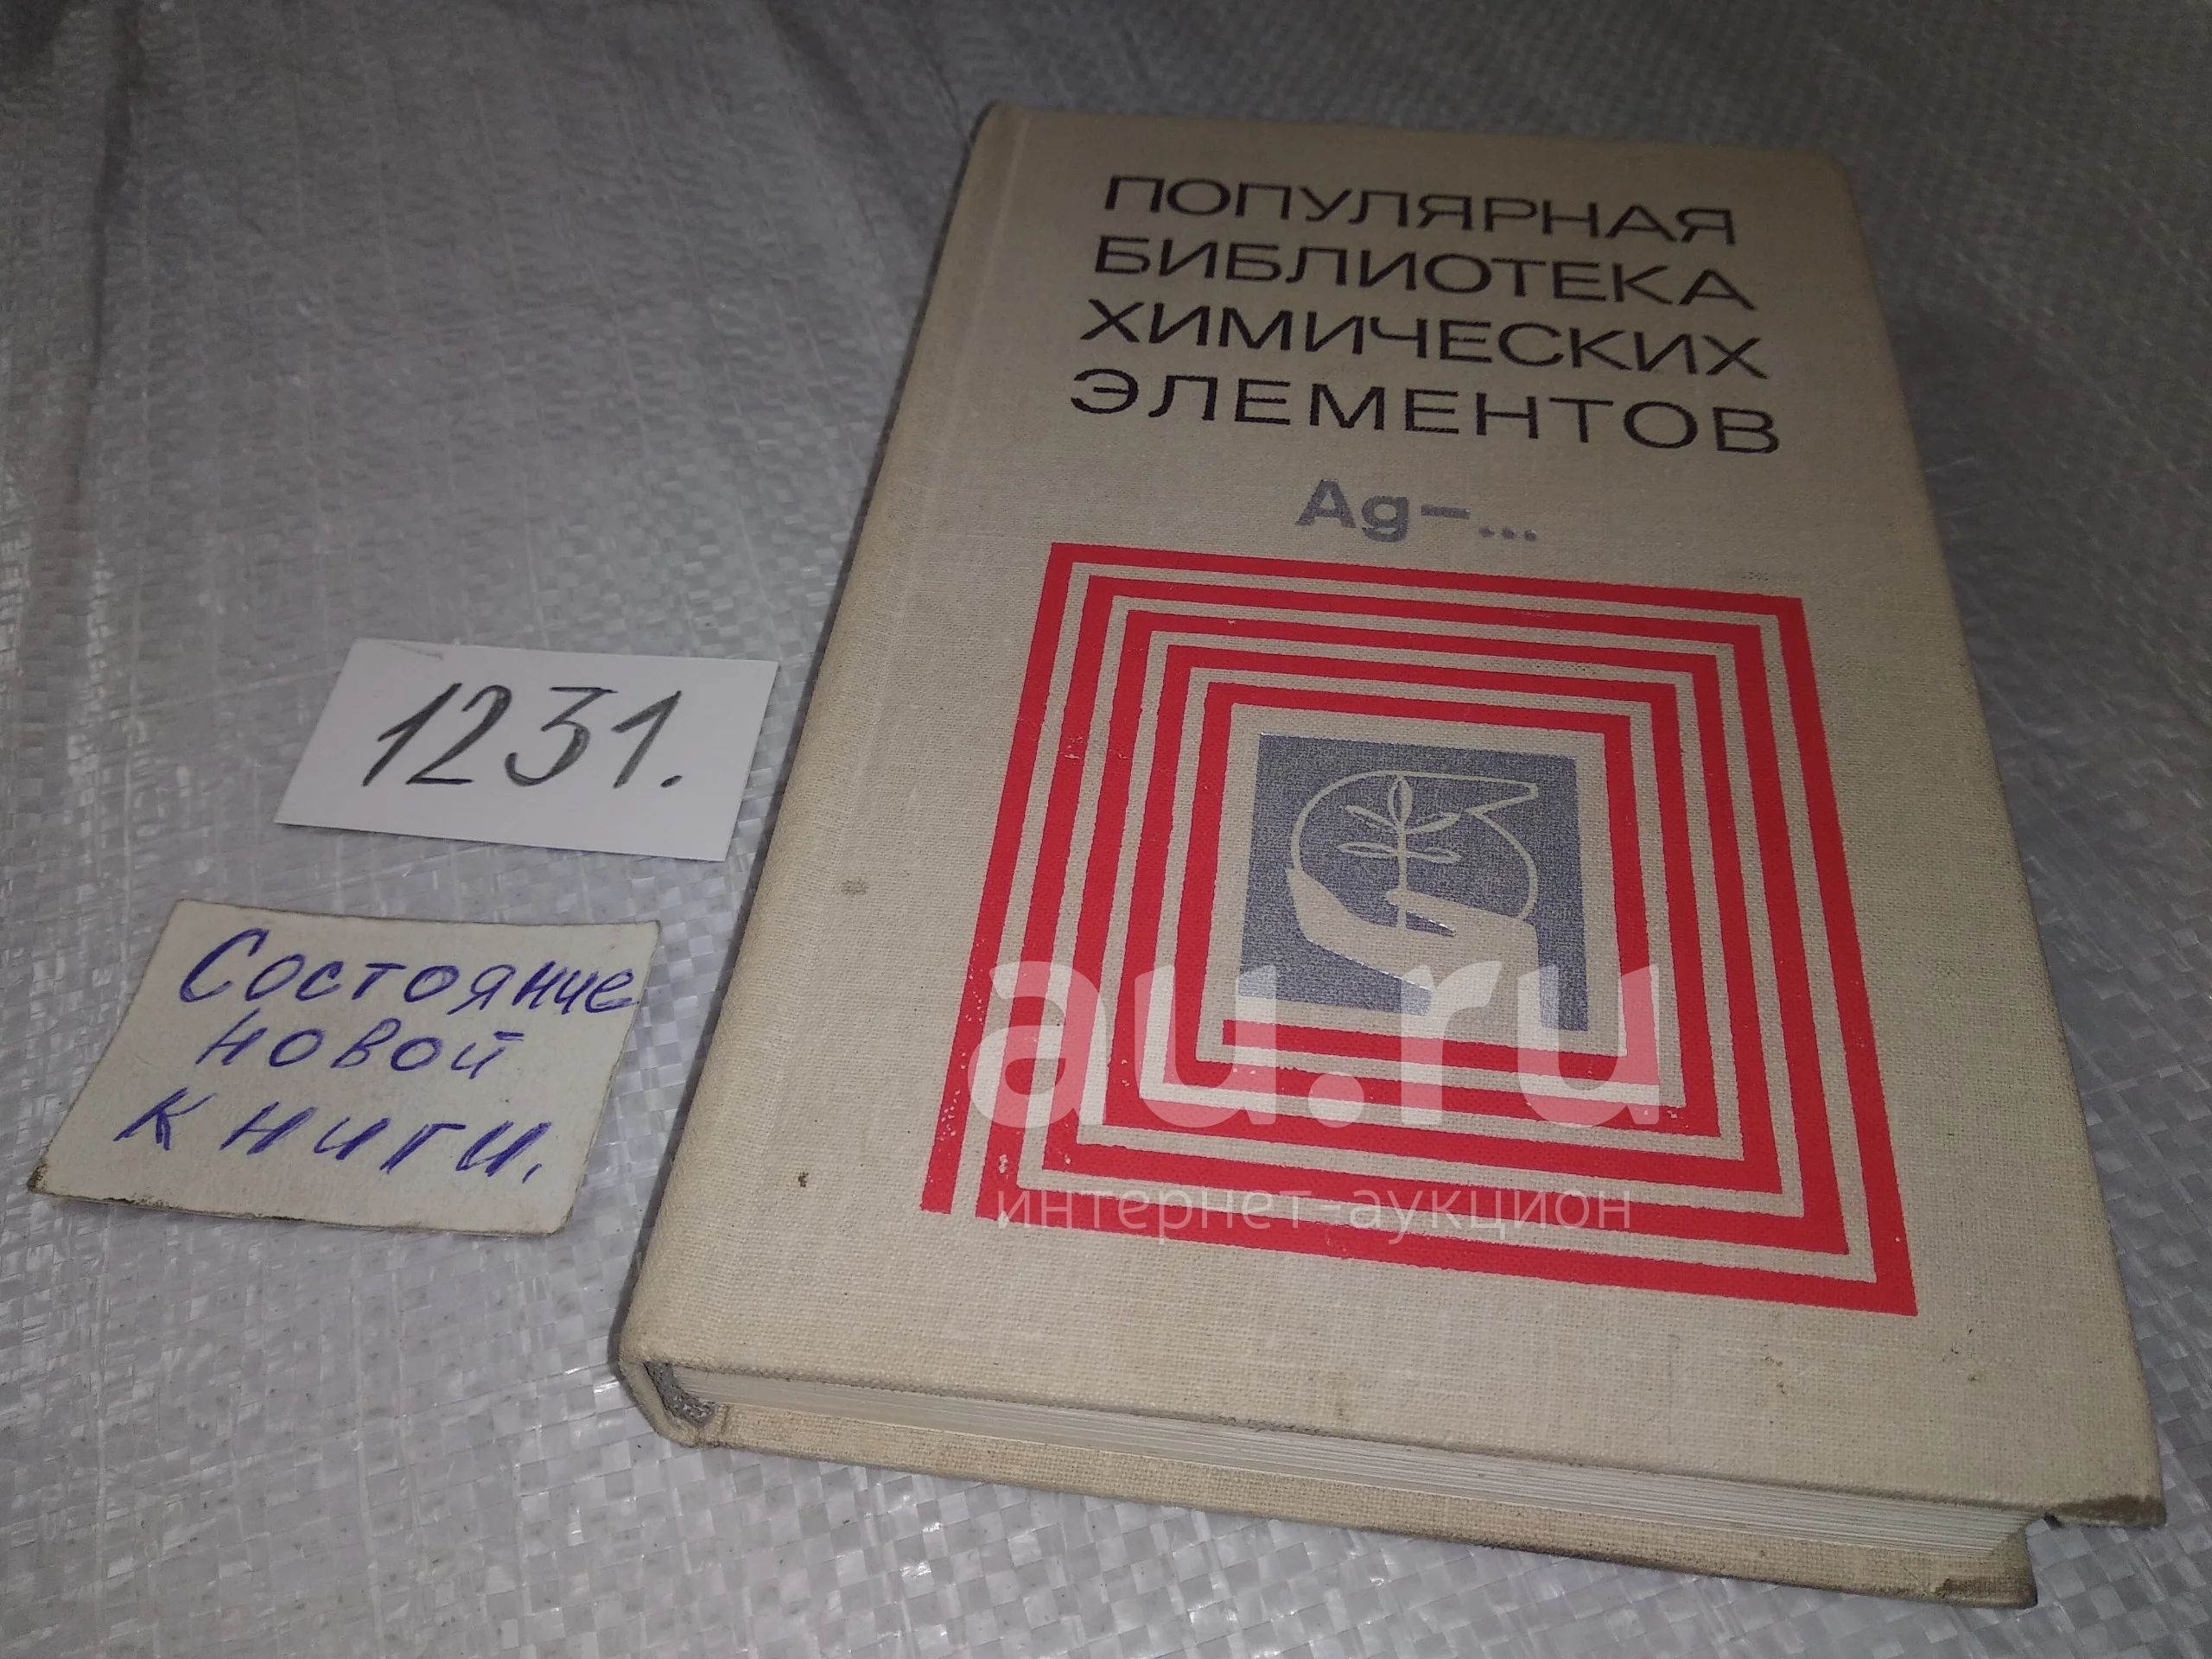 ПОПУЛЯРНАЯ
БИБЛИОТЕКА
ХИМИЧЕСКИХ
ЭЛЕМЕНТОВ
Ag—...
1231.
Состояние
новой
книги.
au.ru
интернет-аукцион